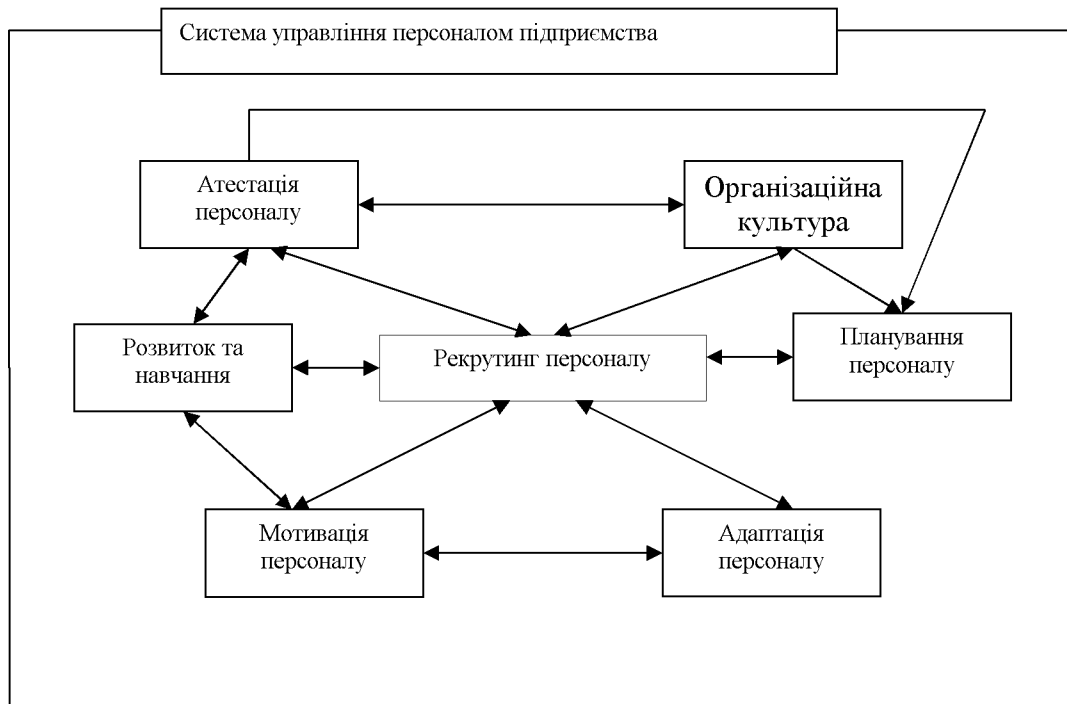 Система управління персоналом підприємства
Атестація
персоналу
Організаційна
культура
Розвиток та
навчання
Рекрутинг персоналу
Планування
персоналу
Мотивація
персоналу
Адаптація
персоналу